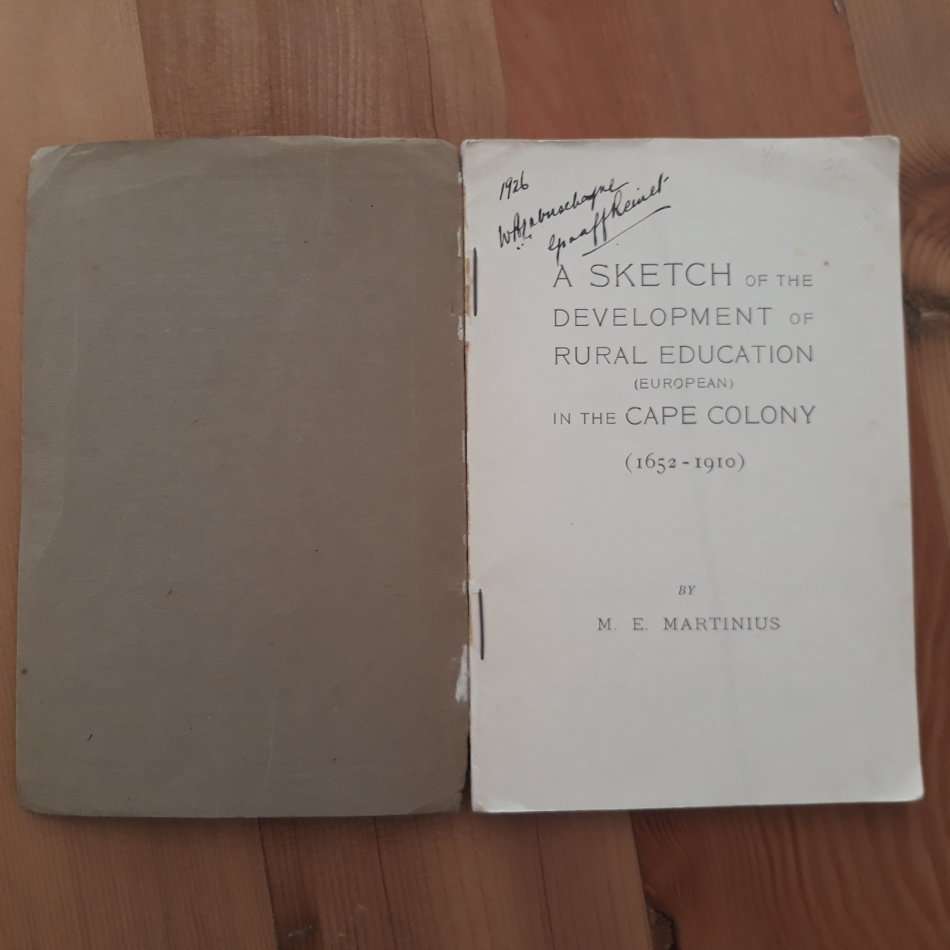 1926
Graaff Reinet
A SKETCH OF THE
DEVELOPMENT OF
RURAL EDUCATION
(EUROPEAN)
IN THE CAPE COLONY
(1652-1910)
BY
M. E. MARTINIUS